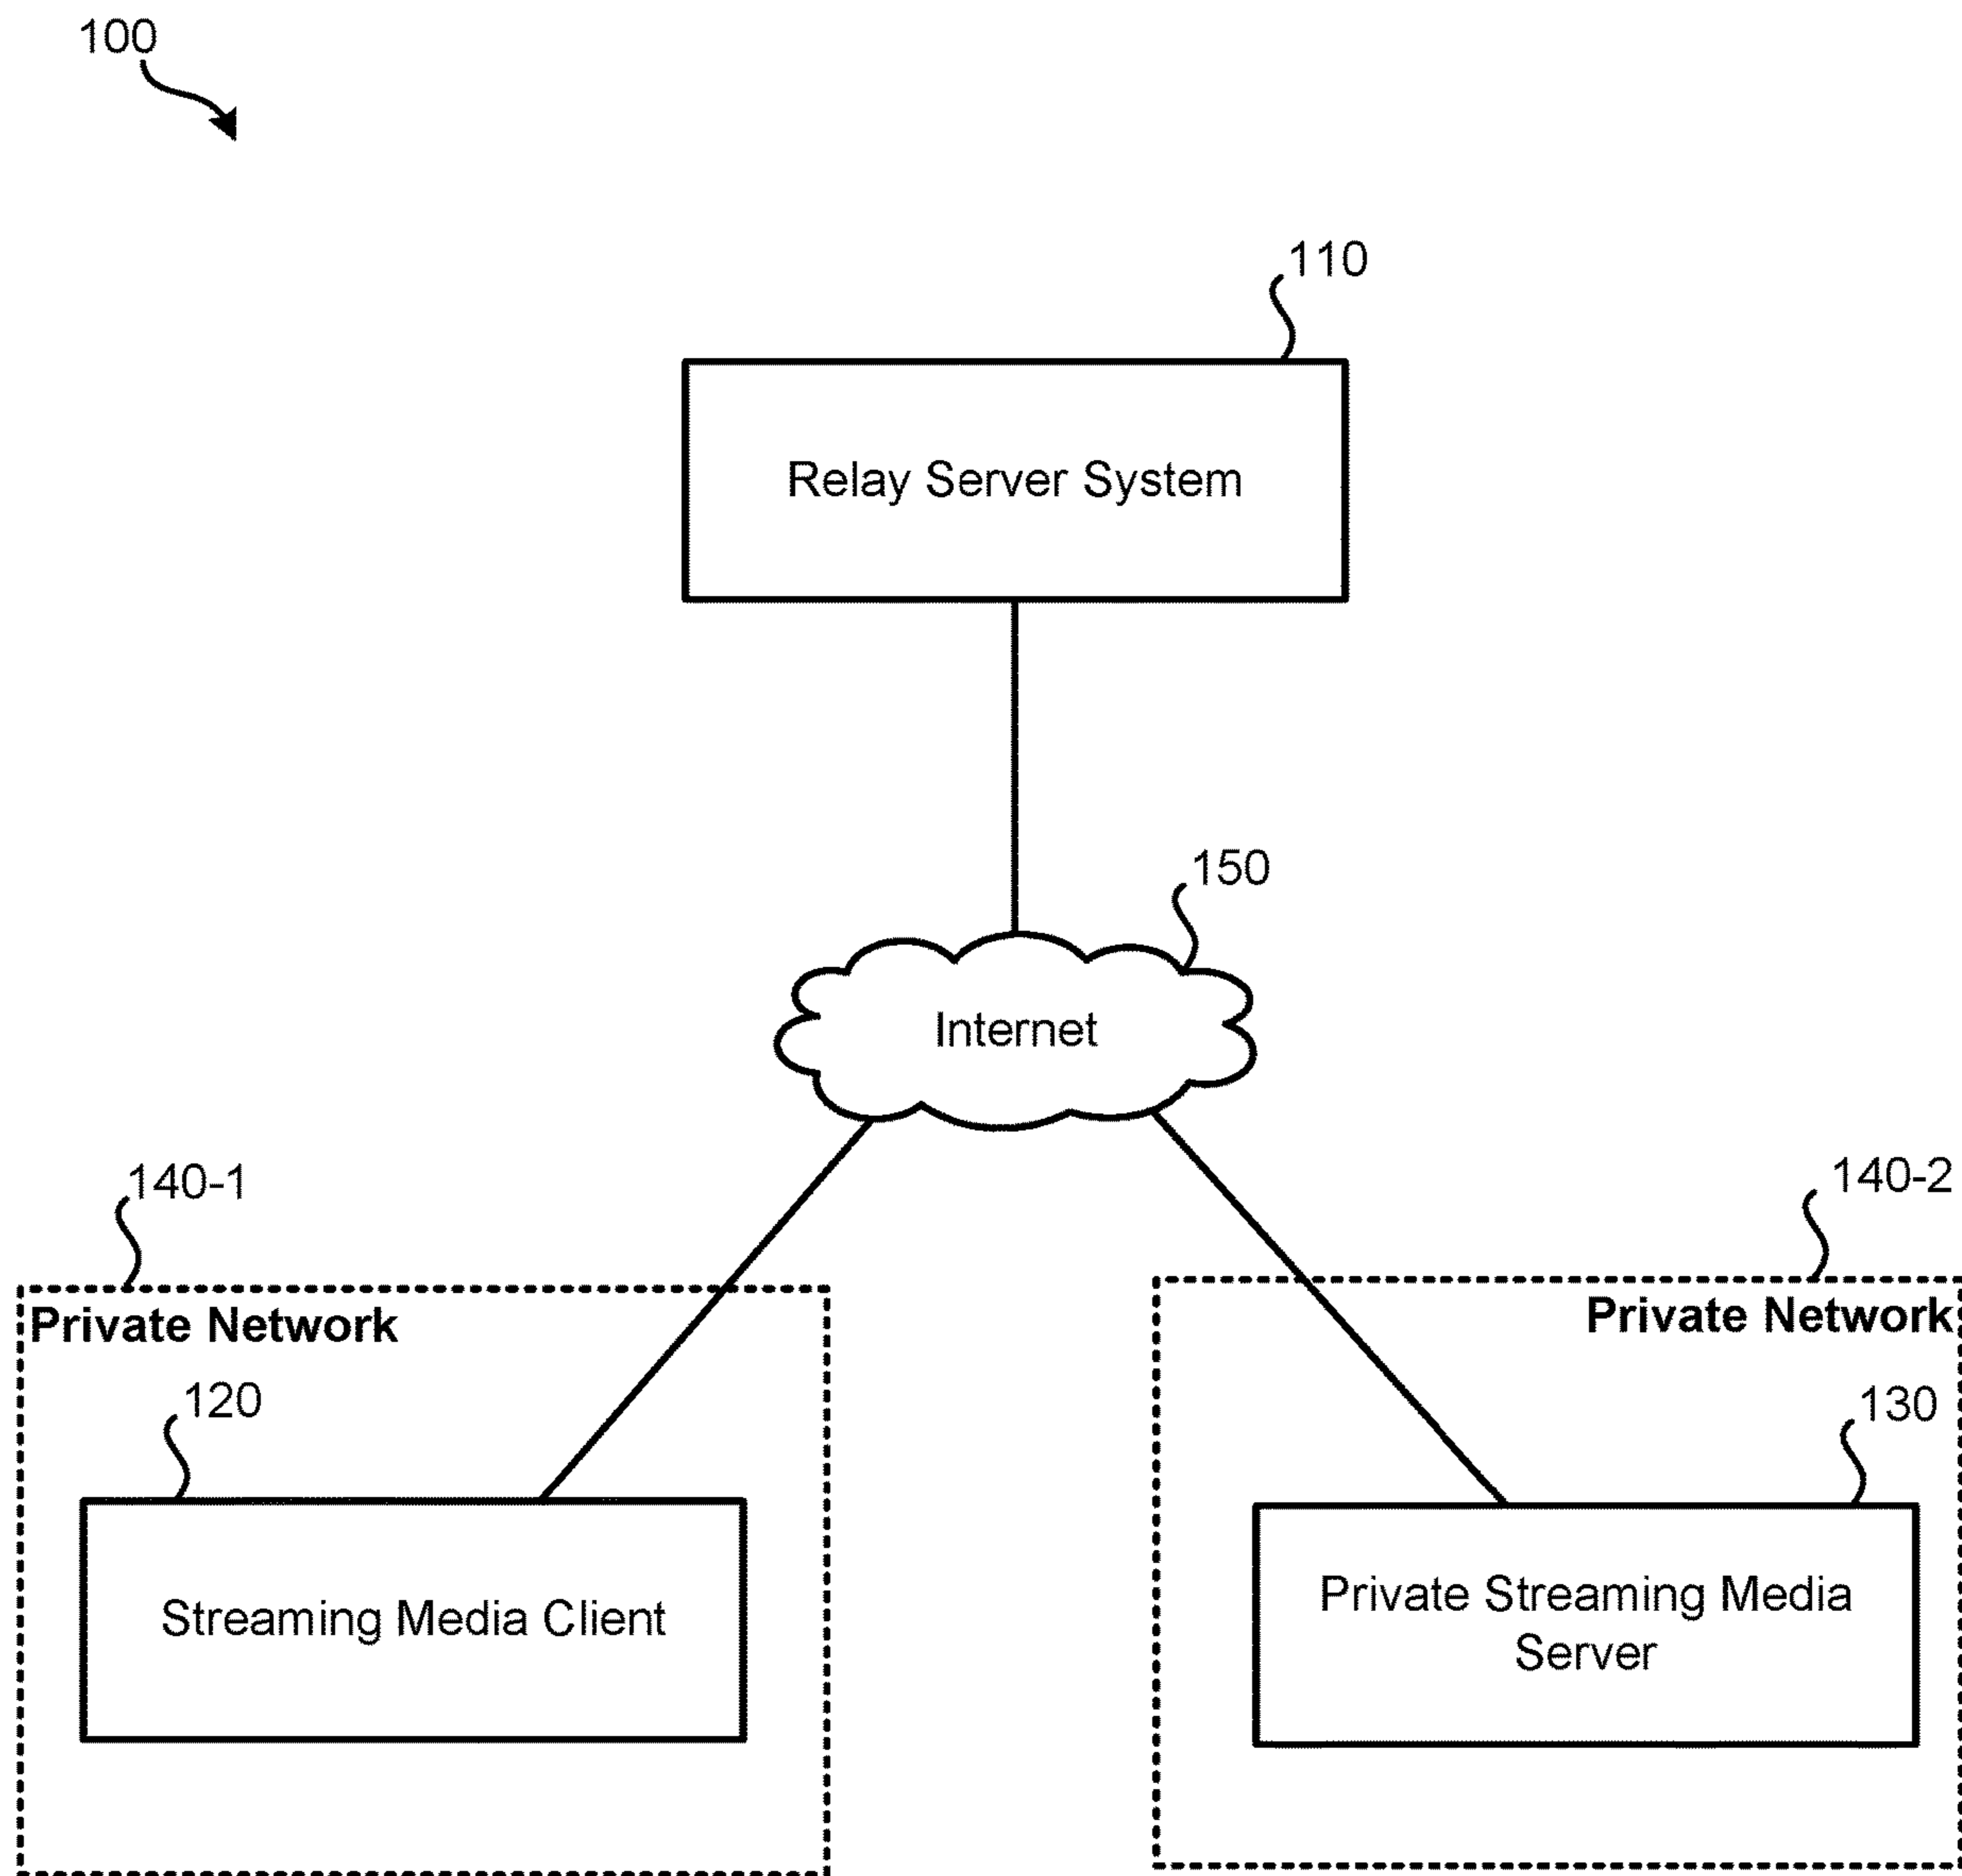 100
110
Relay Server System
150
Internet
140-1
140-2
Private Network
Private Network
120
130
Streaming Media Client
Private Streaming Media
Server